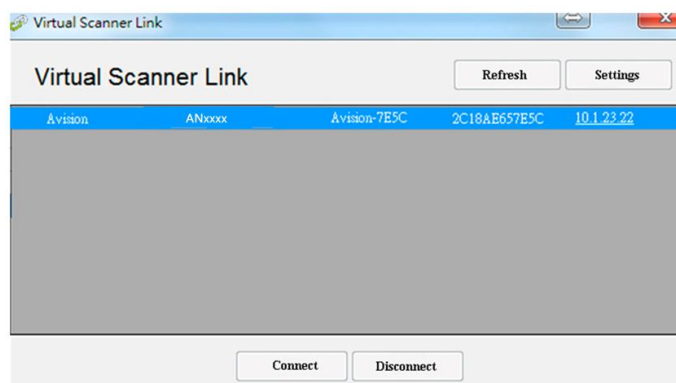 Virtual Scanner Link
Virtual Scanner Link Refresh Settings
Avision ANxxxx Avision-7E5C 2C18AE657E5C 10.1.23.22
Connect Disconnect